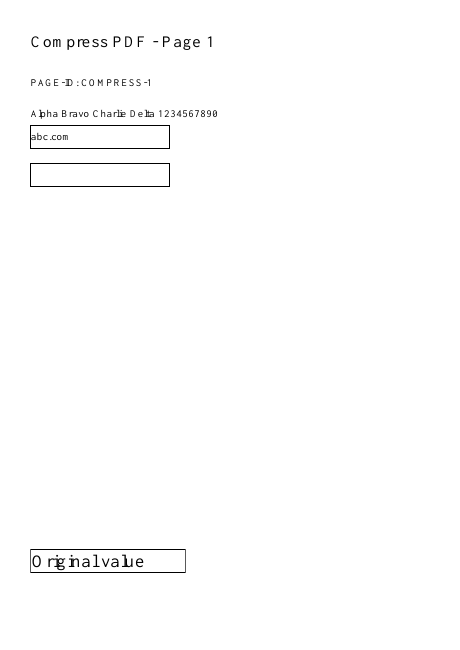 Compress PDF - Page 1
PAGE-ID: COMPRESS-1
Alpha Bravo Charlie Delta 1234567890
abc.com
Original value